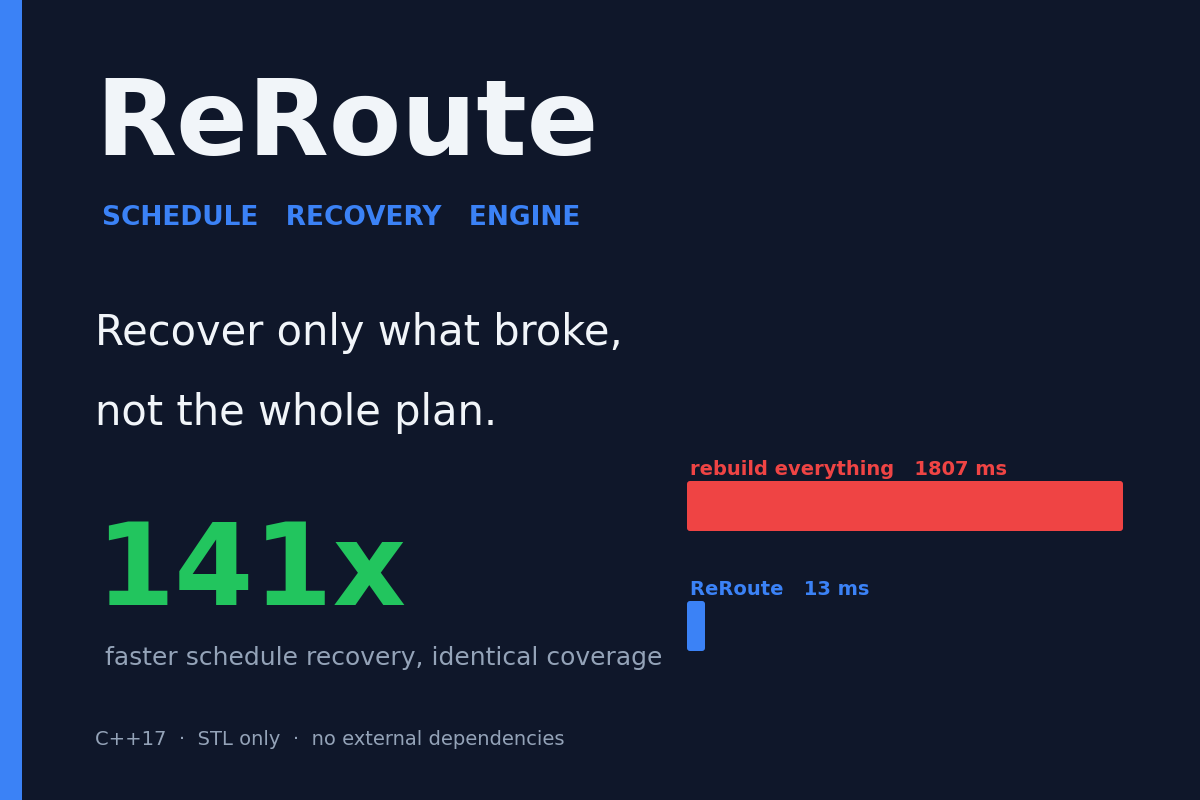 ReRoute
SCHEDULE RECOVERY ENGINE
Recover only what broke,
not the whole plan.
rebuild everything 1807 ms
141x
ReRoute 13 ms
faster schedule recovery, identical coverage
C++17 · STL only · no external dependencies